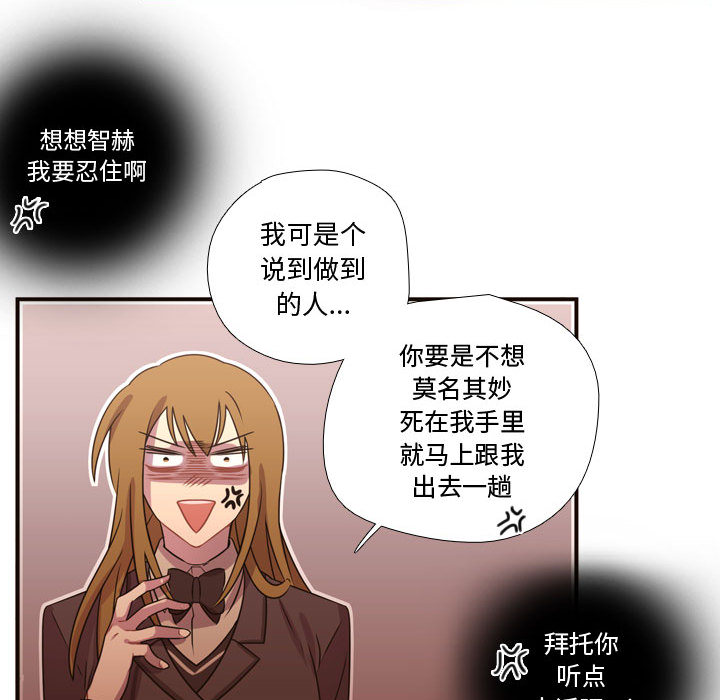 想想智赫
我要忍住啊
我可是个
说到做到
的人...
你要是不想
莫名其妙
死在我手里
就马上跟我
出去一趟
拜托你
听点